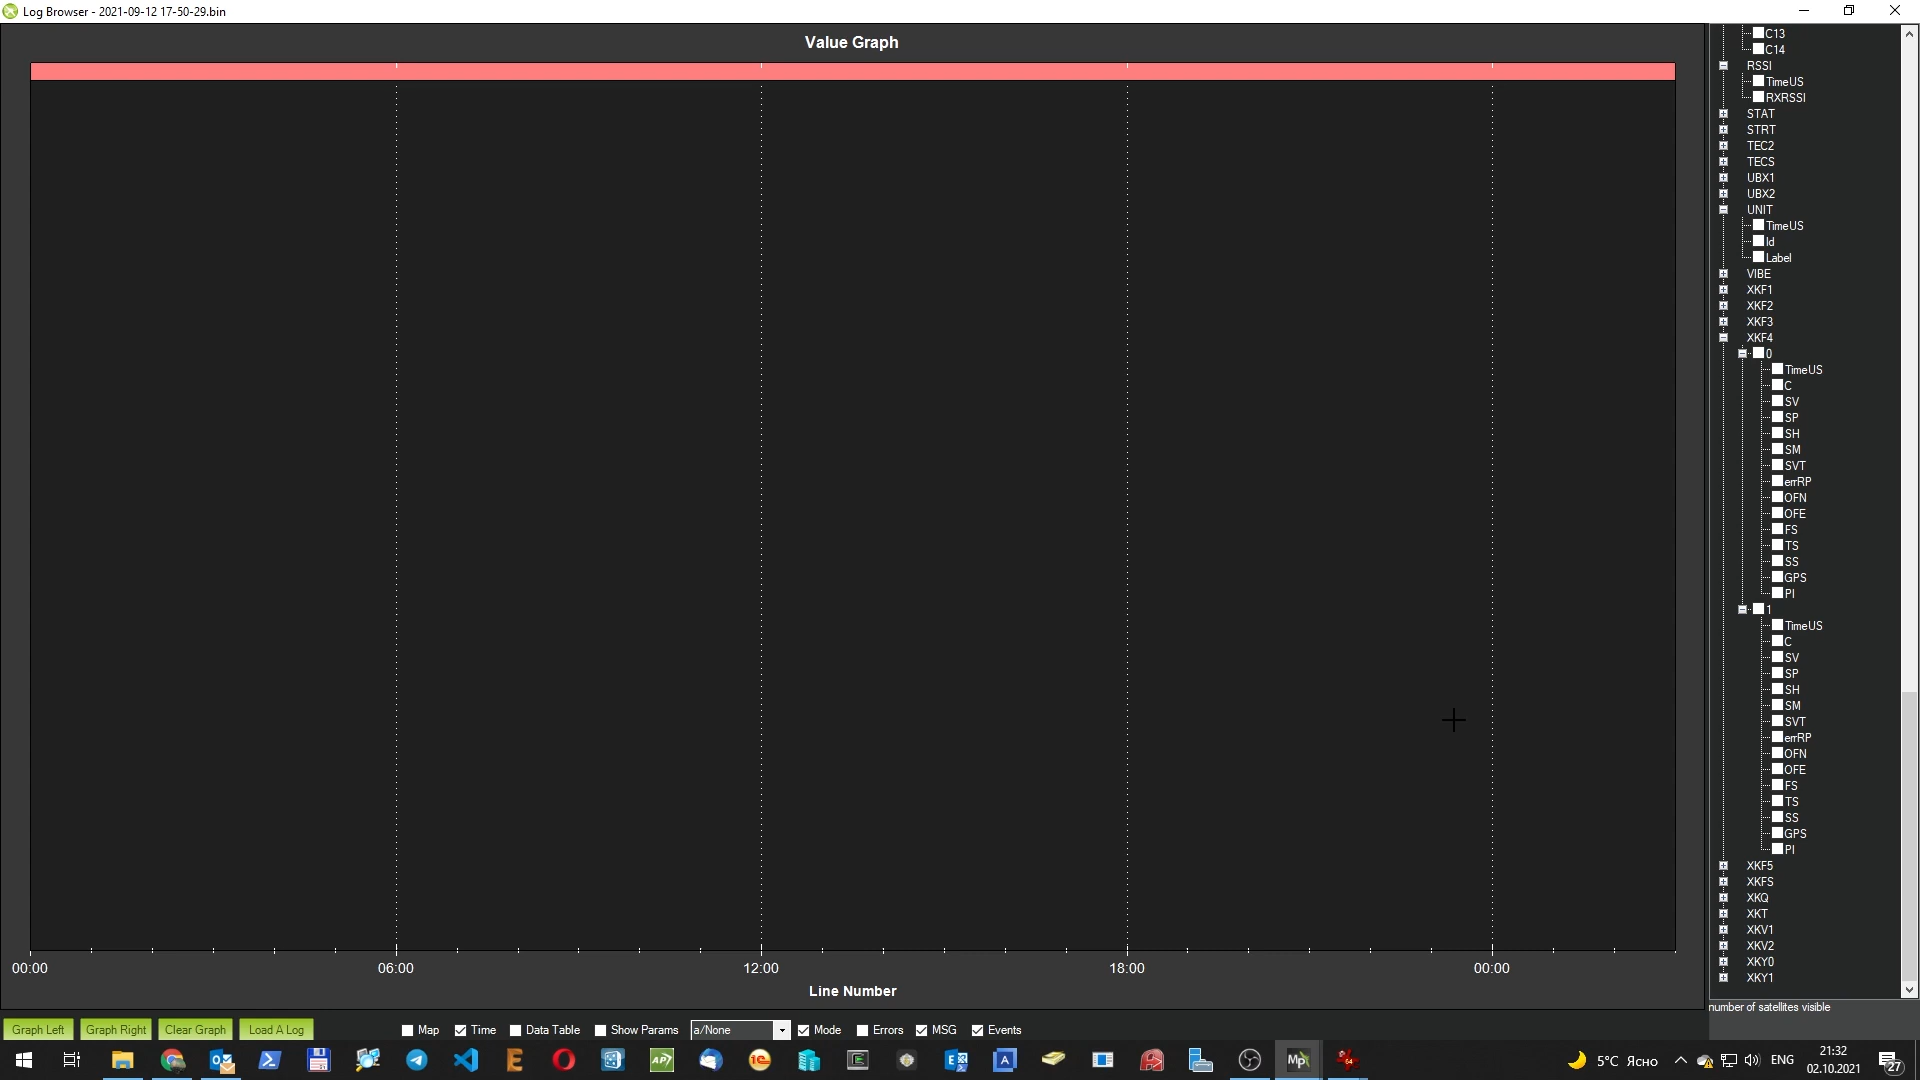 Log Browser - 2021-09-12 17-50-29.bin
Value Graph
00:00 06:00 12:00 18:00 00:00
Line Number
C13
C14
RSSI
TimeUS
RXRSSI
STAT
STRT
TEC2
TECS
UBX1
UBX2
UNIT
TimeUS
Id
Label
VIBE
XKF1
XKF2
XKF3
XKF4
0
TimeUS
C
SV
SP
SH
SM
SVT
errRP
OFN
OFE
FS
TS
SS
GPS
PI
1
TimeUS
C
SV
SP
SH
SM
SVT
errRP
OFN
OFE
FS
TS
SS
GPS
PI
XKF5
XKFS
XKQ
XKT
XKV1
XKV2
XKY0
XKY1
number of satellites visible
Graph Left Graph Right Clear Graph Load A Log Map Time Data Table Show Params a/None Mode Errors MSG Events
5°C Ясно ENG 21:32
02.10.2021
27